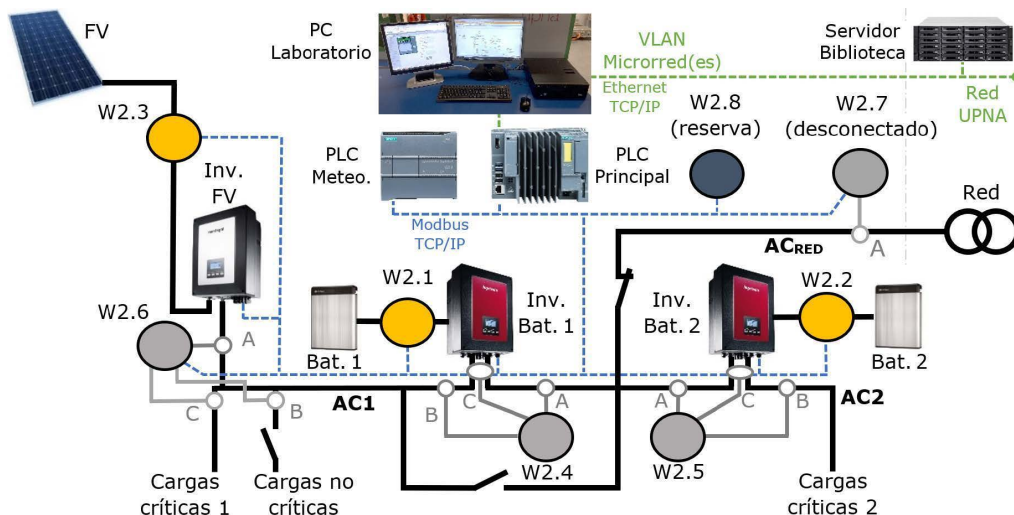 FV
PC
Laboratorio
VLAN
Microrred(es)
Ethernet
TCP/IP
Servidor
Biblioteca
Red
UPNA
W2.3
W2.8
(reserva)
W2.7
(desconectado)
PLC
Meteo.
PLC
Principal
Inv.
FV
Modbus
TCP/IP
Red
ACRED
A
W2.1
W2.2
W2.6
Inv.
Bat. 1
Inv.
Bat. 2
A
Bat. 1
Bat. 2
C
B
AC1
B
C
A
A
C
B
AC2
W2.4
W2.5
Cargas
críticas 1
Cargas no
críticas
Cargas
críticas 2